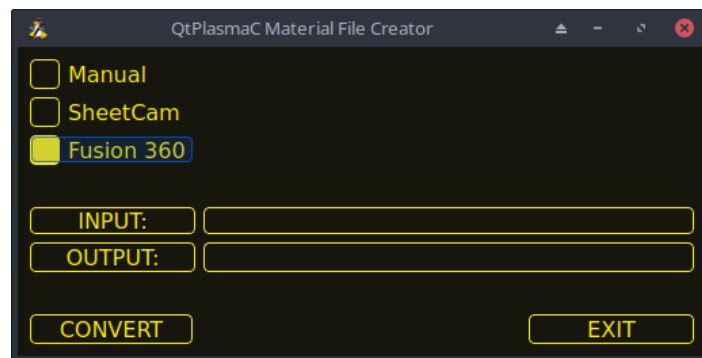 QtPlasmaC Material File Creator
Manual
SheetCam
Fusion 360
INPUT:
OUTPUT:
CONVERT EXIT